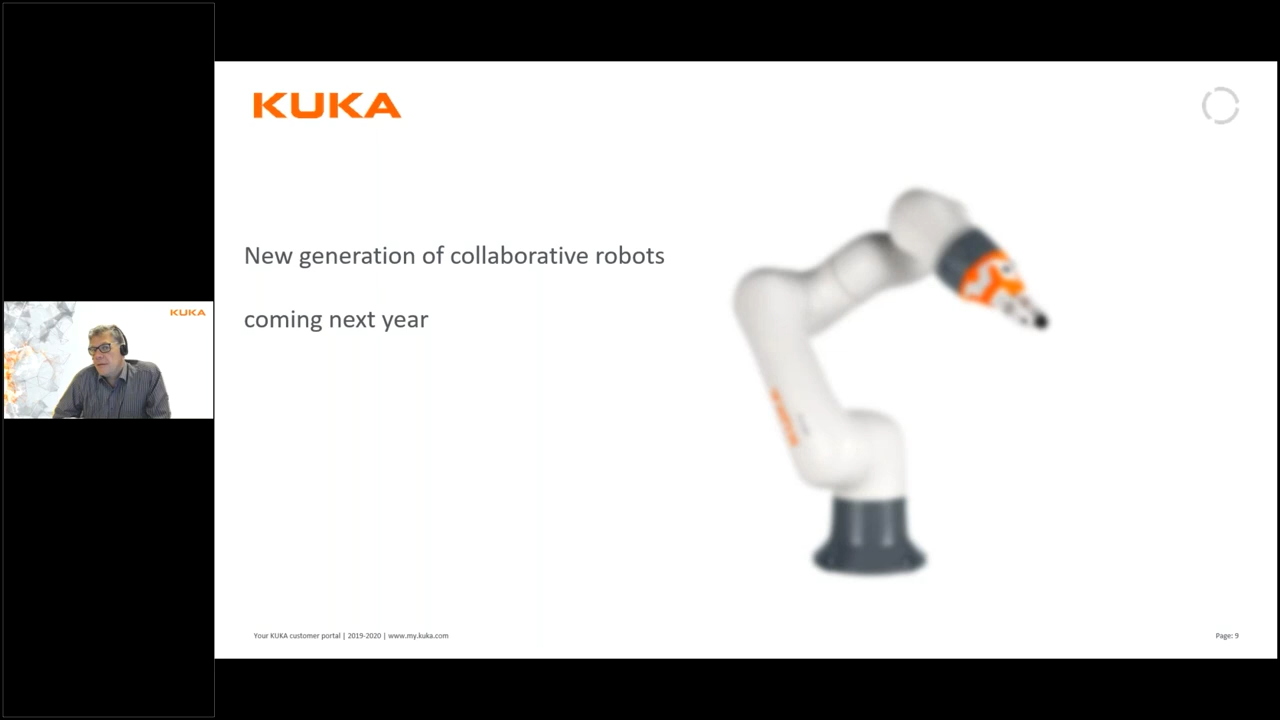 KUKA
New generation of collaborative robots
coming next year
KUKA
Your KUKA customer portal | 2019-2020 | www.my.kuka.com
Page: 9